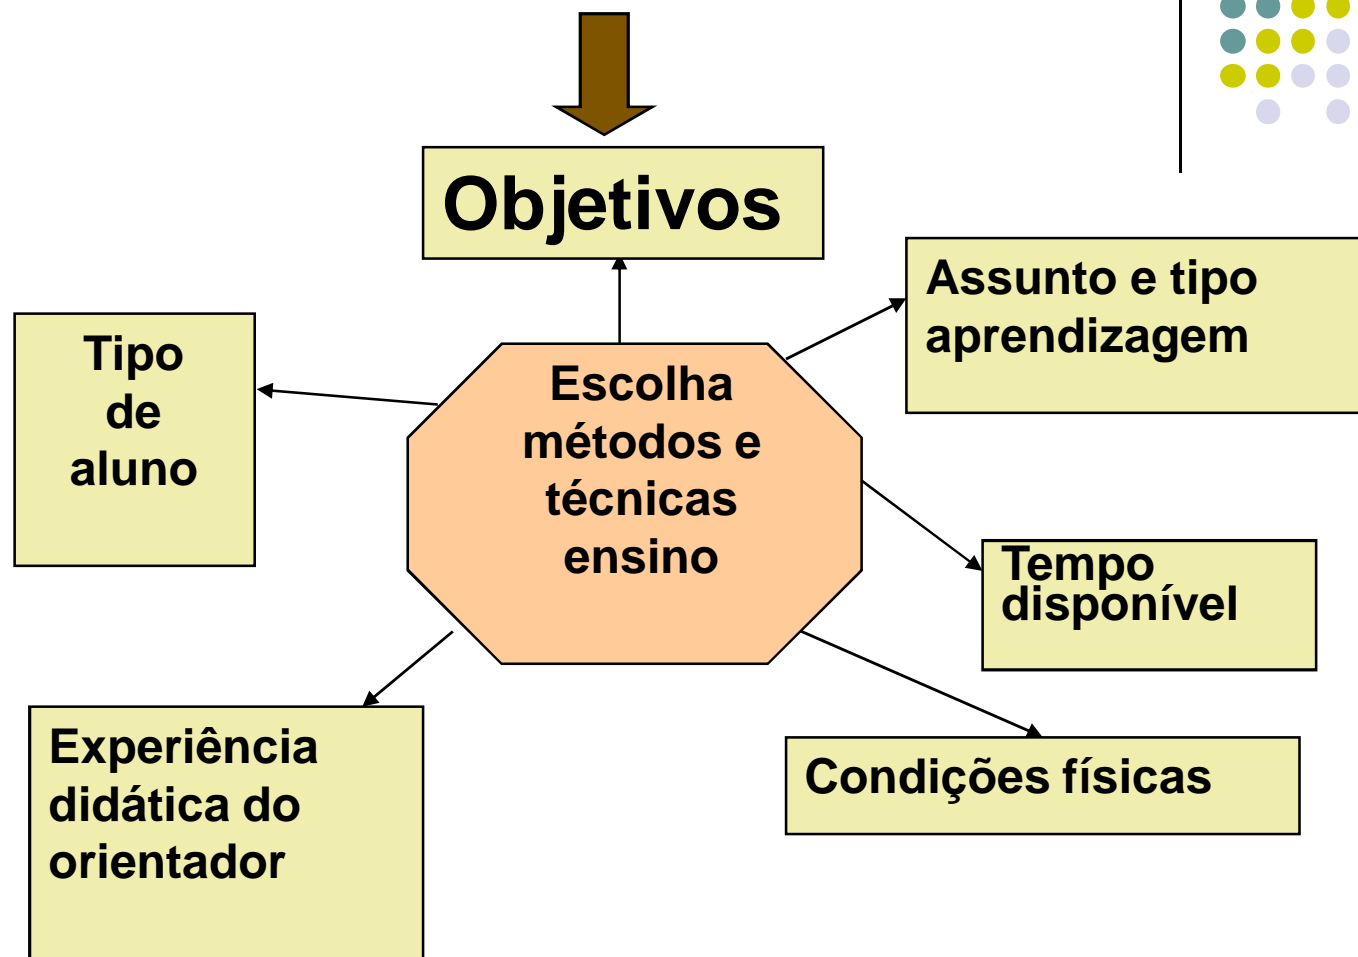 Objetivos
Assunto e tipo
aprendizagem
Tipo
de
aluno
Escolha
métodos e
técnicas
ensino
Tempo
disponível
Experiência
didática do
orientador
Condições físicas